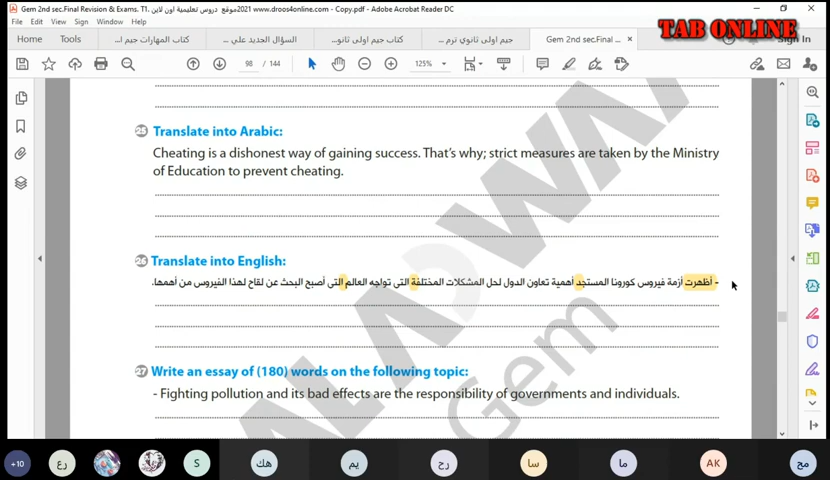 Gem 2nd sec.Final Revision & Exams. T1. 2021موقع دروس تعليمية اون لاين www.droos4online.com - Copy.pdf - Adobe Acrobat Reader DC
TAB ONLINE
File Edit View Sign Window Help
Home Tools كتاب المهارات جيم ا... السؤال الجديد علي ... كتاب جيم اولى ثانو... جيم اولى ثانوي ترم ... Gem 2nd sec.Final ... × Sign In
98 / 144 125%
25 Translate into Arabic:
Cheating is a dishonest way of gaining success. That's why; strict measures are taken by the Ministry
of Education to prevent cheating.
26 Translate into English:
- أظهرت أزمة فيروس كورونا المستجد أهمية تعاون الدول لحل المشكلات المختلفة التى تواجه العالم التى أصبح البحث عن لقاح لهذا الفيروس من أهمها.
27 Write an essay of (180) words on the following topic:
- Fighting pollution and its bad effects are the responsibility of governments and individuals.
ALADWAA
Gem
+10 رع S هك يم رح سا ما AK مح